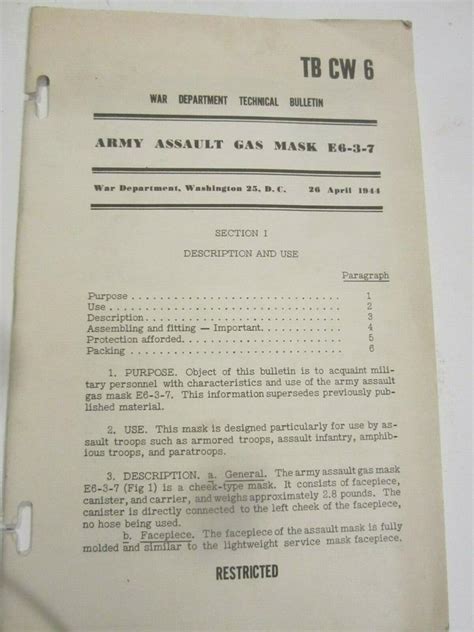 TB CW 6
WAR DEPARTMENT TECHNICAL BULLETIN
ARMY ASSAULT GAS MASK E6-3-7
War Department, Washington 25, D. C. 26 April 1944
SECTION I
DESCRIPTION AND USE
Paragraph
Purpose . . . . . . . . . . . . . . . . . . . . . . . . . . 1
Use . . . . . . . . . . . . . . . . . . . . . . . . . . . . . 2
Description . . . . . . . . . . . . . . . . . . . . . . . . 3
Assembling and fitting — Important. . . . . . . . . . . 4
Protection afforded. . . . . . . . . . . . . . . . . . . . 5
Packing . . . . . . . . . . . . . . . . . . . . . . . . . . 6
1. PURPOSE. Object of this bulletin is to acquaint mili-
tary personnel with characteristics and use of the army assault
gas mask E6-3-7. This information supersedes previously pub-
lished material.
2. USE. This mask is designed particularly for use by as-
sault troops such as armored troops, assault infantry, amphib-
ious troops, and paratroops.
3. DESCRIPTION. a. General. The army assault gas mask
E6-3-7 (Fig 1) is a cheek-type mask. It consists of facepiece,
canister, and carrier, and weighs approximately 2.8 pounds. The
canister is directly connected to the left cheek of the facepiece,
no hose being used.
b. Facepiece. The facepiece of the assault mask is fully
molded and similar to the lightweight service mask facepiece.
RESTRICTED